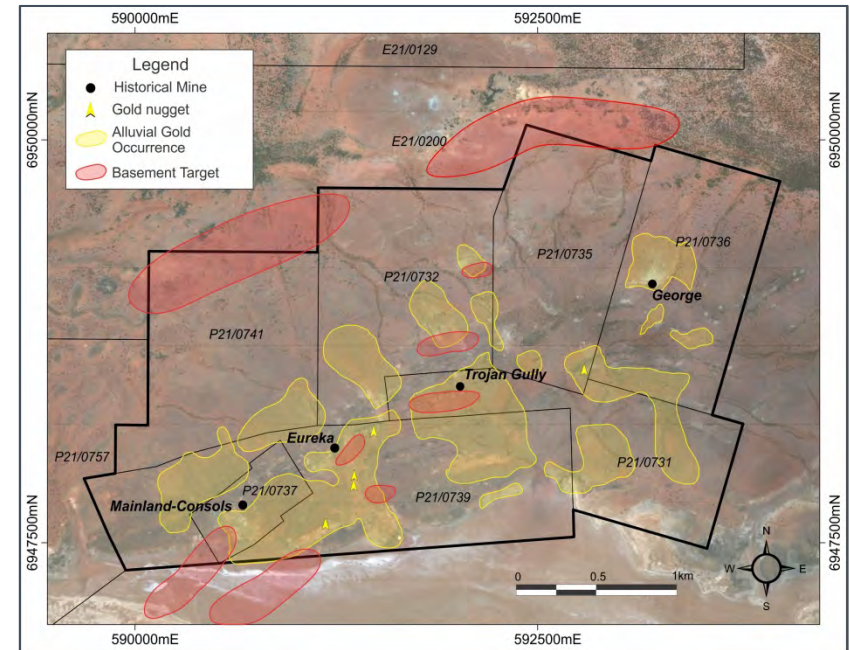 590000mE
592500mE
E21/0129
Legend
Historical Mine
Gold nugget
Alluvial Gold
Occurrence
Basement Target
6950000mN
E21/0200
6950000mN
P21/0736
P21/0735
P21/0732
George
P21/0741
Trojan Gully
Eureka
P21/0757
P21/0731
P21/0737
P21/0739
Mainland-Consols
6947500mN
6947500mN
N
W
E
S
0
0.5
1km
590000mE
592500mE